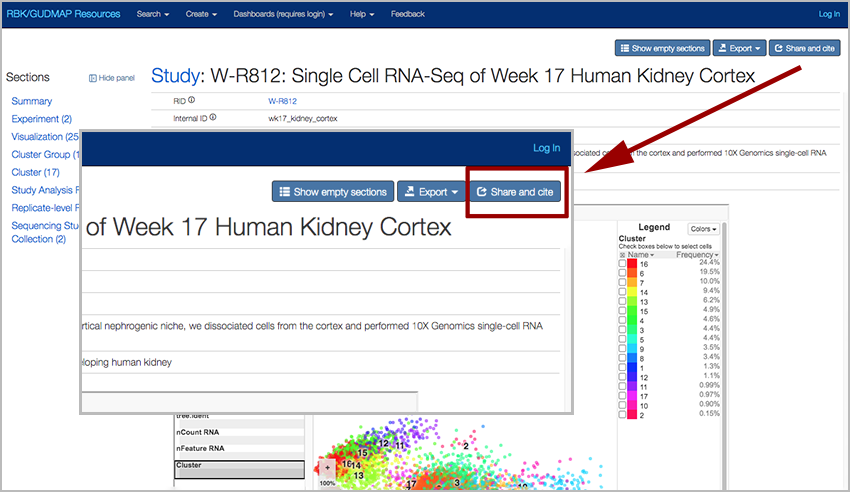 RBK/GUDMAP Resources Search Create Dashboards (requires login) Help Feedback Log In
Show empty sections Export Share and cite
Sections Hide panel
Study: W-R812: Single Cell RNA-Seq of Week 17 Human Kidney Cortex
Summary
Experiment (2)
Visualization (25
Cluster Group (1
Cluster (17)
Study Analysis F
Replicate-level F
Sequencing Stu
Collection (2)
RID W-R812
Internal ID wk17_kidney_cortex
ssociated cells from the cortex and performed 10X Genomics single-cell RNA
Log In
Show empty sections Export Share and cite
of Week 17 Human Kidney Cortex
rtical nephrogenic niche, we dissociated cells from the cortex and performed 10X Genomics single-cell RNA
loping human kidney
Legend Colors
Cluster
Check boxes below to select cells
Name Frequency
16 24.4%
6 19.5%
7 10.0%
14 9.4%
13 6.2%
15 4.9%
4 4.6%
3 4.4%
5 4.4%
9 3.5%
8 3.4%
1.3%
12 1.1%
11 0.99%
17 0.97%
10 0.90%
2 0.15%
tree.ident
nCount RNA
nFeature RNA
Cluster
+
100%
15 12 11 2
16 14
13
17 3
10